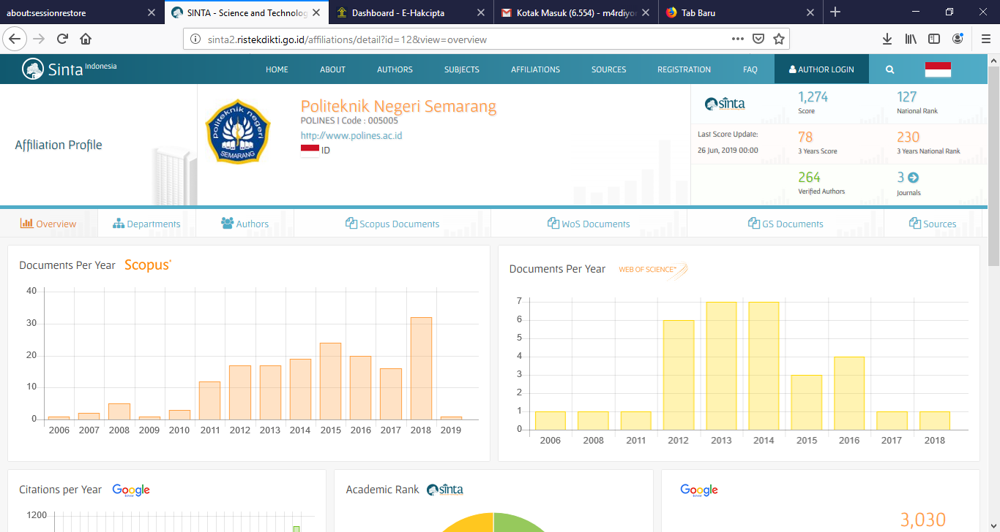 about:sessionrestore
SINTA - Science and Technolog
Dashboard - E-Hakcipta
Kotak Masuk (6.554) - m4rdiyo
Tab Baru
sinta2.ristekdikti.go.id/affiliations/detail?id=12&view=overview
Sinta Indonesia
HOME ABOUT AUTHORS SUBJECTS AFFILIATIONS SOURCES REGISTRATION FAQ AUTHOR LOGIN
Affiliation Profile
politeknik negeri
SEMARANG
Politeknik Negeri Semarang
POLINES | Code : 005005
http://www.polines.ac.id
ID
sinta
1,274
Score
127
National Rank
Last Score Update:
26 Jun, 2019 00:00
78
3 Years Score
230
3 Years National Rank
264
Verified Authors
3
Journals
Overview Departments Authors Scopus Documents WoS Documents GS Documents Sources
Documents Per Year Scopus
40
30
20
10
0
2006 2007 2008 2009 2010 2011 2012 2013 2014 2015 2016 2017 2018 2019
Documents Per Year WEB OF SCIENCE™
7
6
5
4
3
2
1
0
2006 2008 2011 2012 2013 2014 2015 2016 2017 2018
Citations per Year Google
1200
Academic Rank sinta
Google
3,030